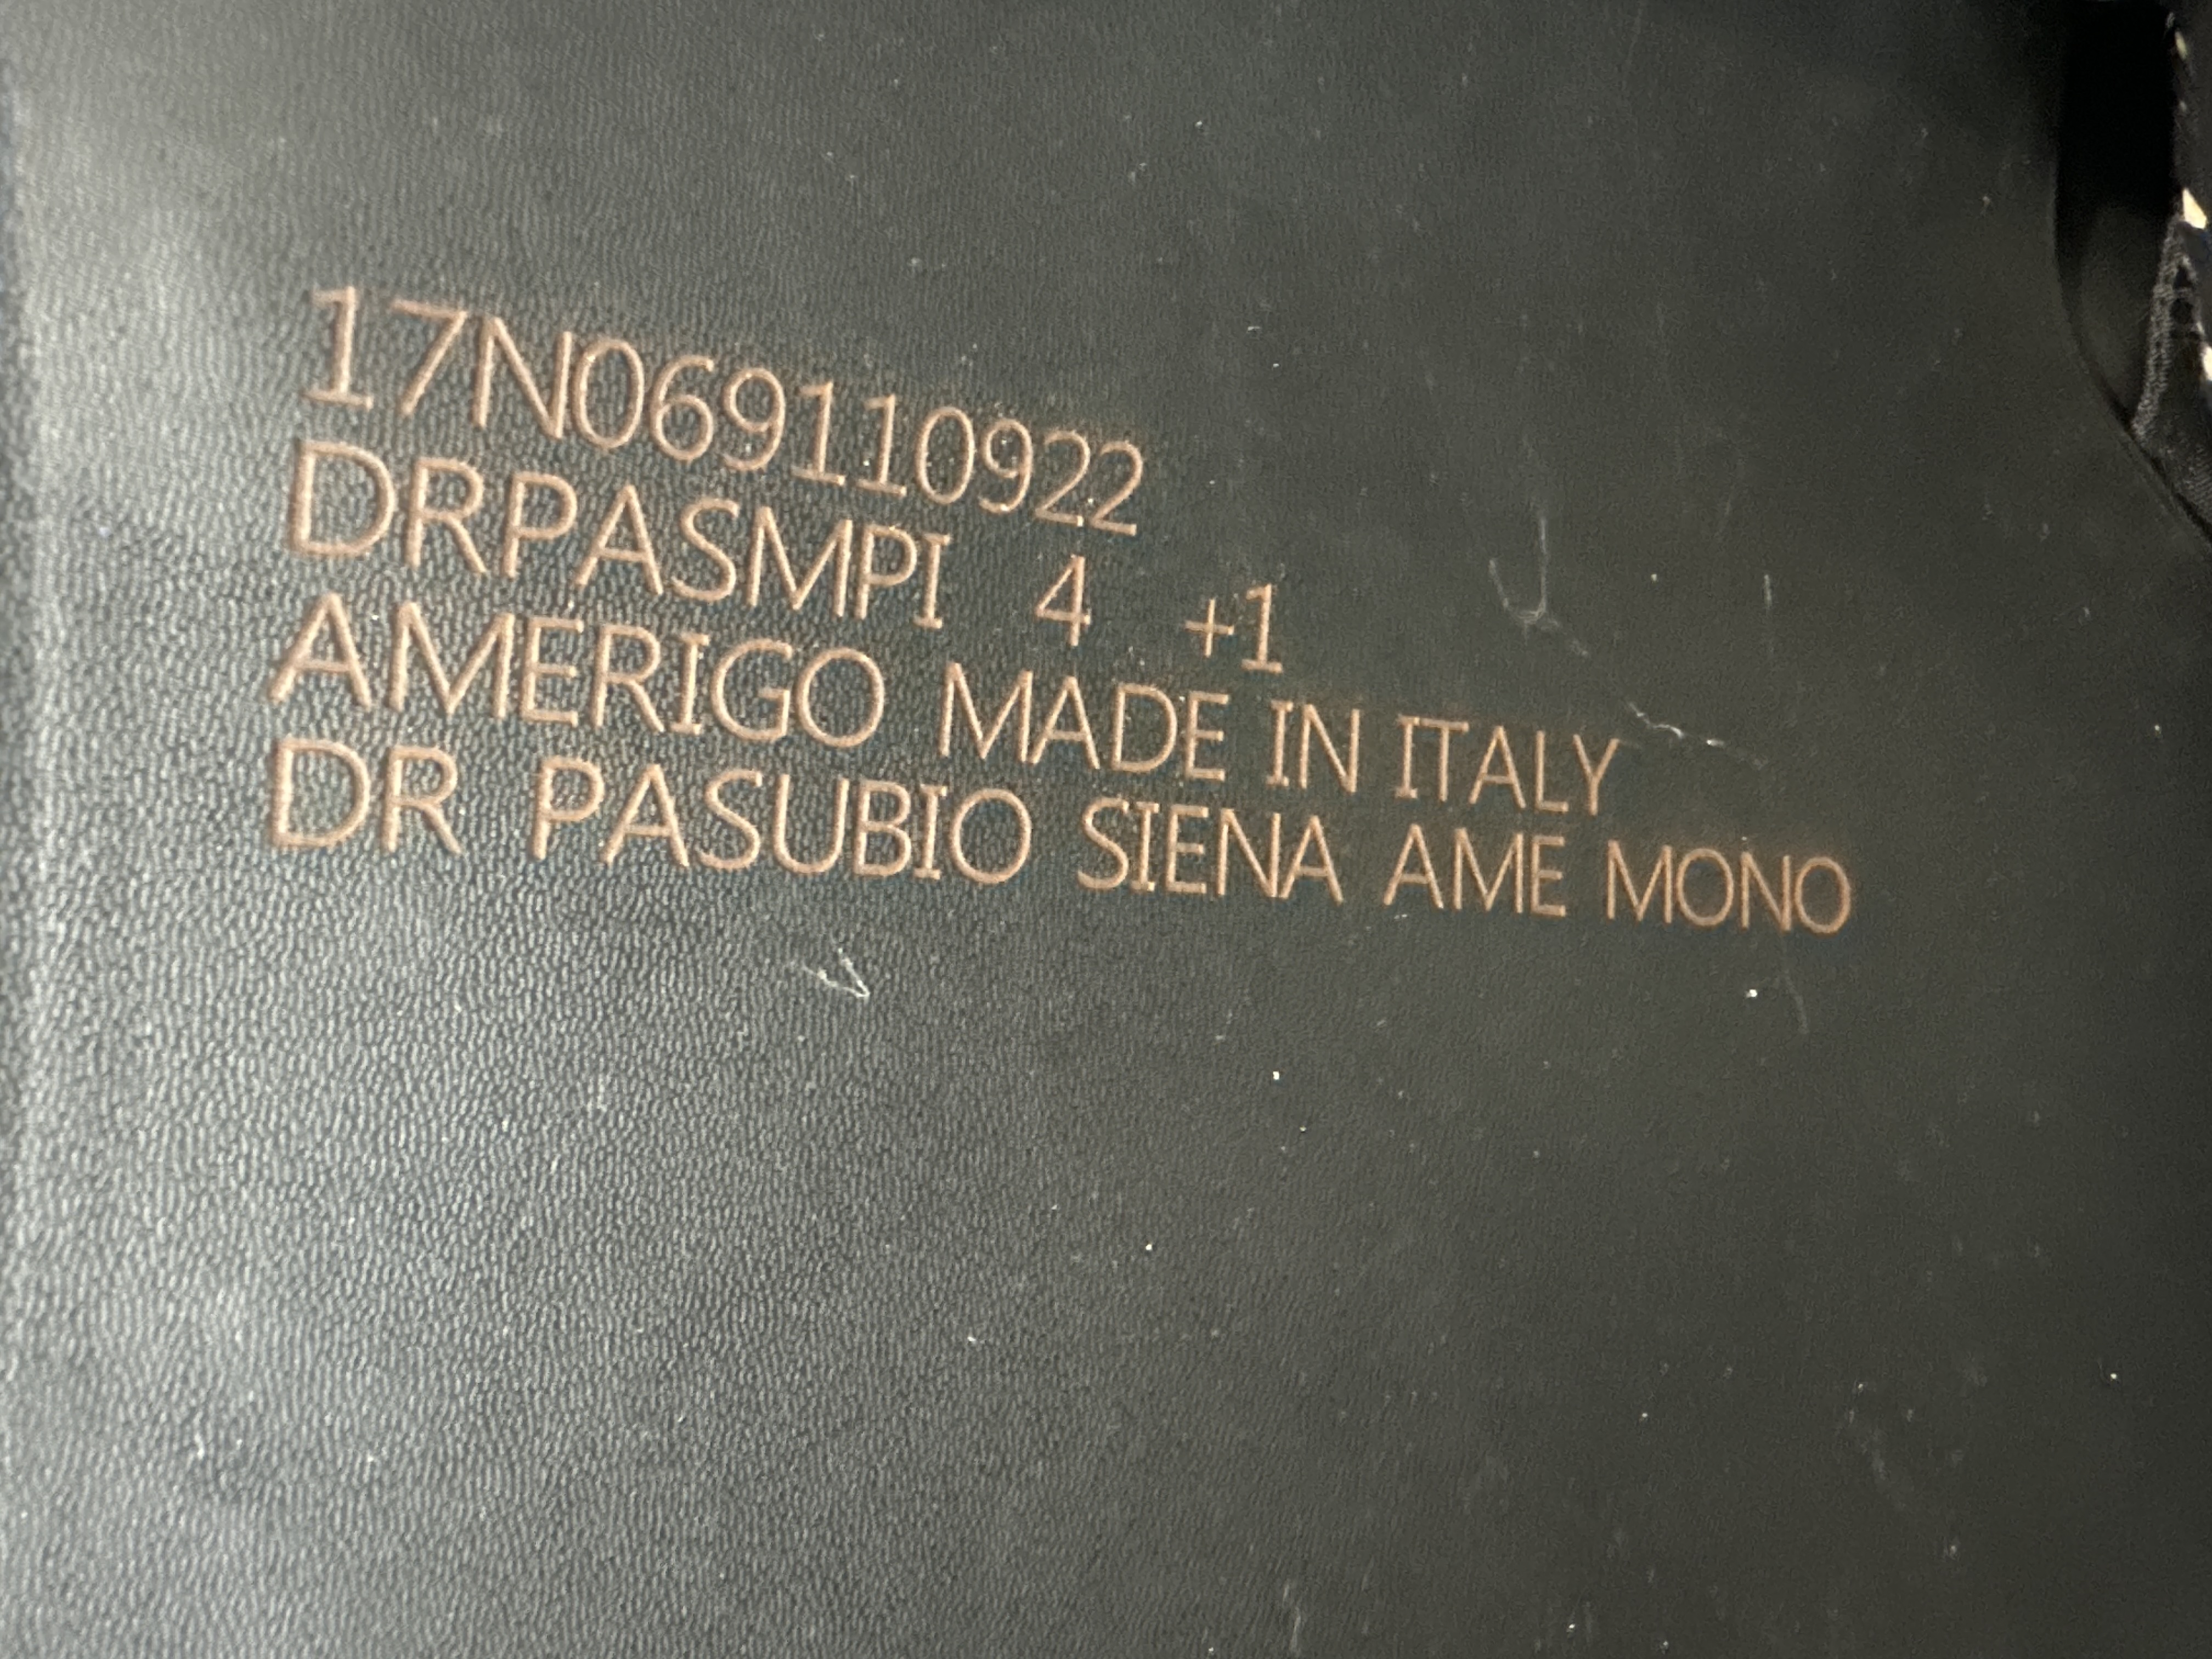 17N069110922
DRPASMPI 4 +1
AMERIGO MADE IN ITALY
DR PASUBIO SIENA AME MONO